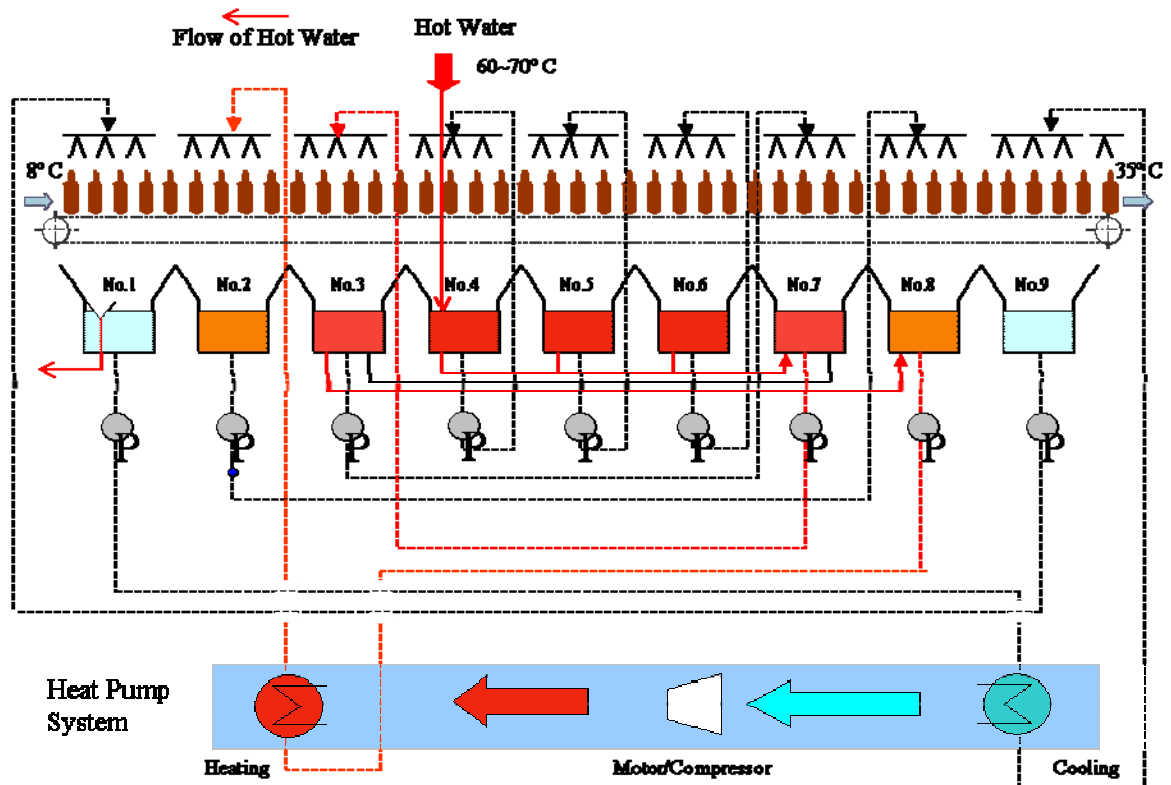 Flow of Hot Water
Hot Water
60~70° C
8° C
35° C
No.1
No.2
No.3
No.4
No.5
No.6
No.7
No.8
No.9
P
P
P
P
P
P
P
P
P
Heat Pump
System
Heating
Motor/Compressor
Cooling